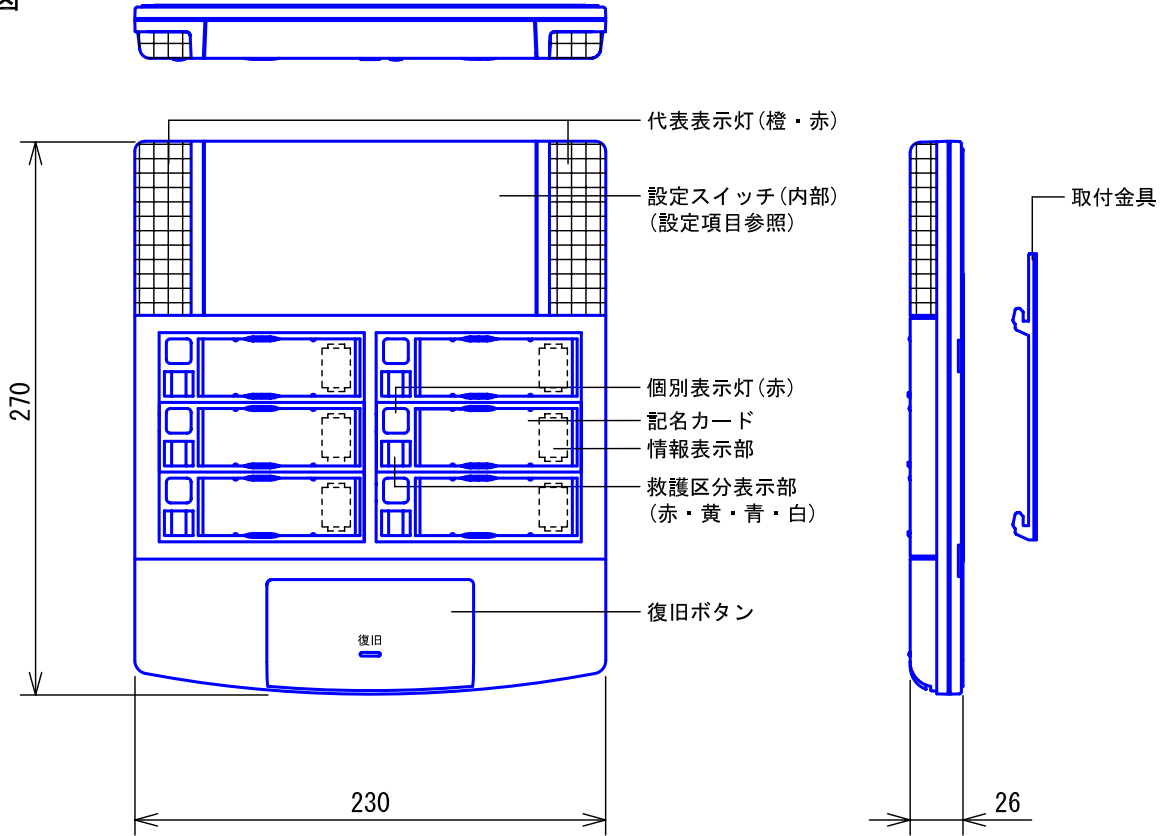 図
代表表示灯(橙・赤)
設定スイッチ(内部)
(設定項目参照)
取付金具
270
個別表示灯(赤)
記名カード
情報表示部
救護区分表示部
(赤・黄・青・白)
復旧ボタン
復旧
230
26